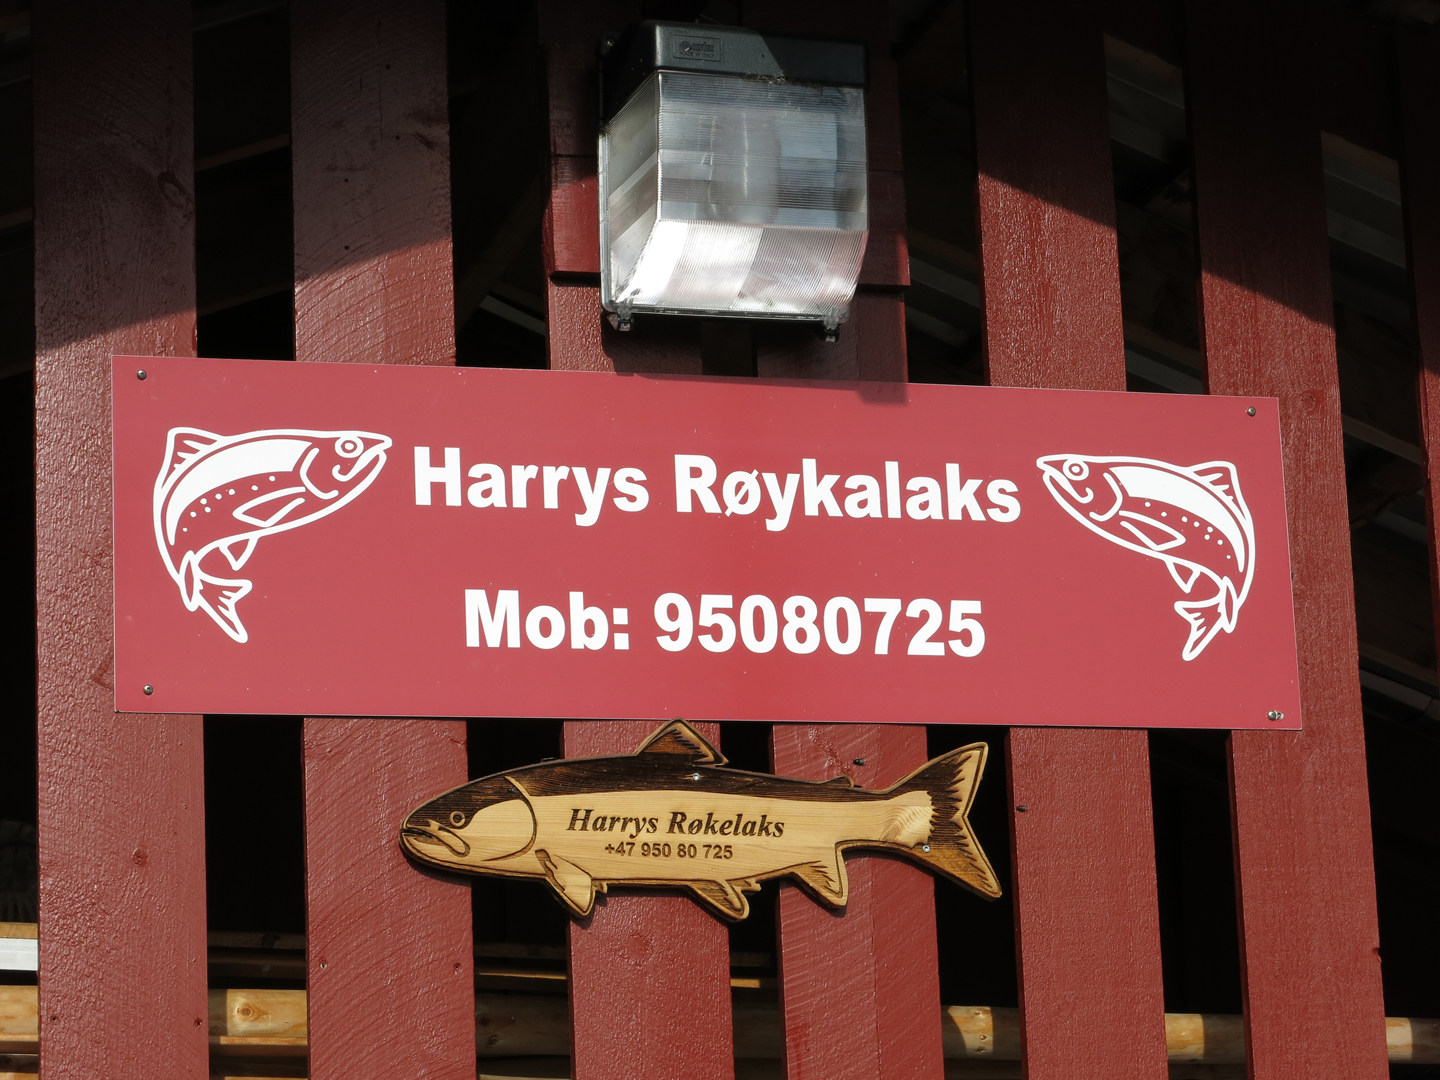 Harrys Røykalaks
Mob: 95080725
Harrys Røkelaks
+47 950 80 725